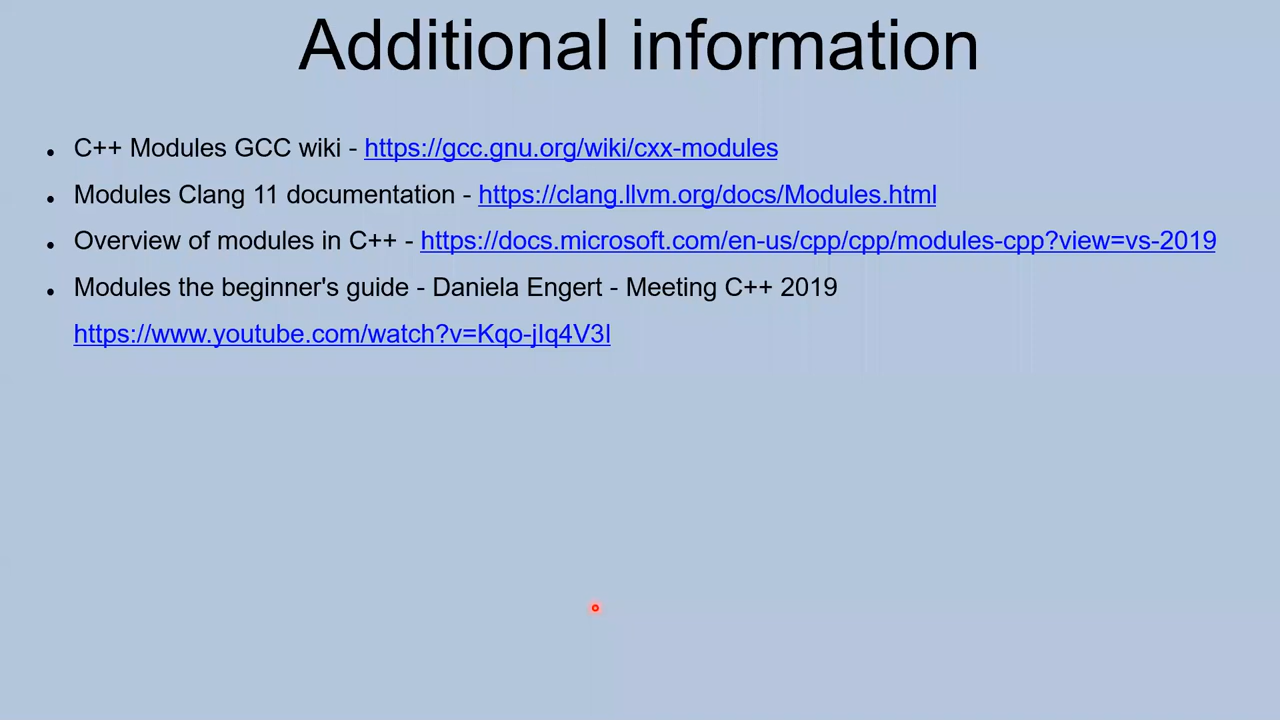 Additional information
• C++ Modules GCC wiki - https://gcc.gnu.org/wiki/cxx-modules
• Modules Clang 11 documentation - https://clang.llvm.org/docs/Modules.html
• Overview of modules in C++ - https://docs.microsoft.com/en-us/cpp/cpp/modules-cpp?view=vs-2019
• Modules the beginner's guide - Daniela Engert - Meeting C++ 2019
https://www.youtube.com/watch?v=Kqo-jIq4V3I